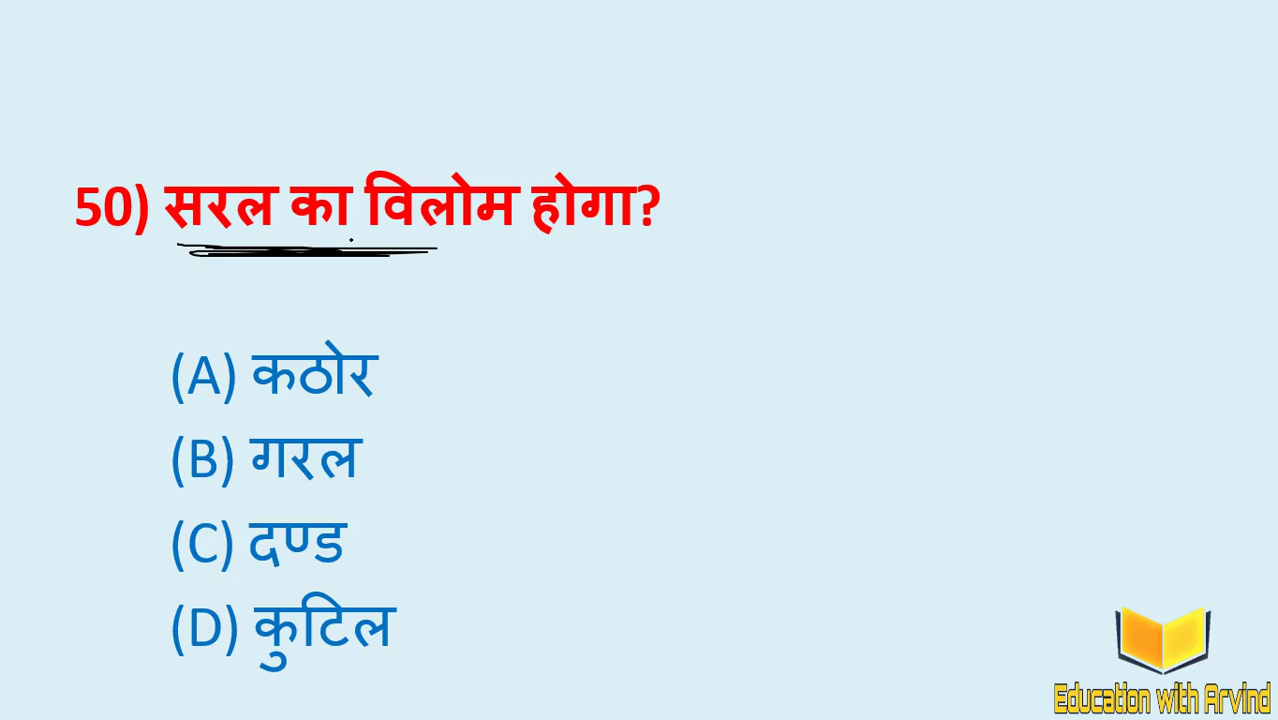 50) सरल का विलोम होगा?
(A) कठोर
(B) गरल
(C) दण्ड
(D) कुटिल
Education with Arvind